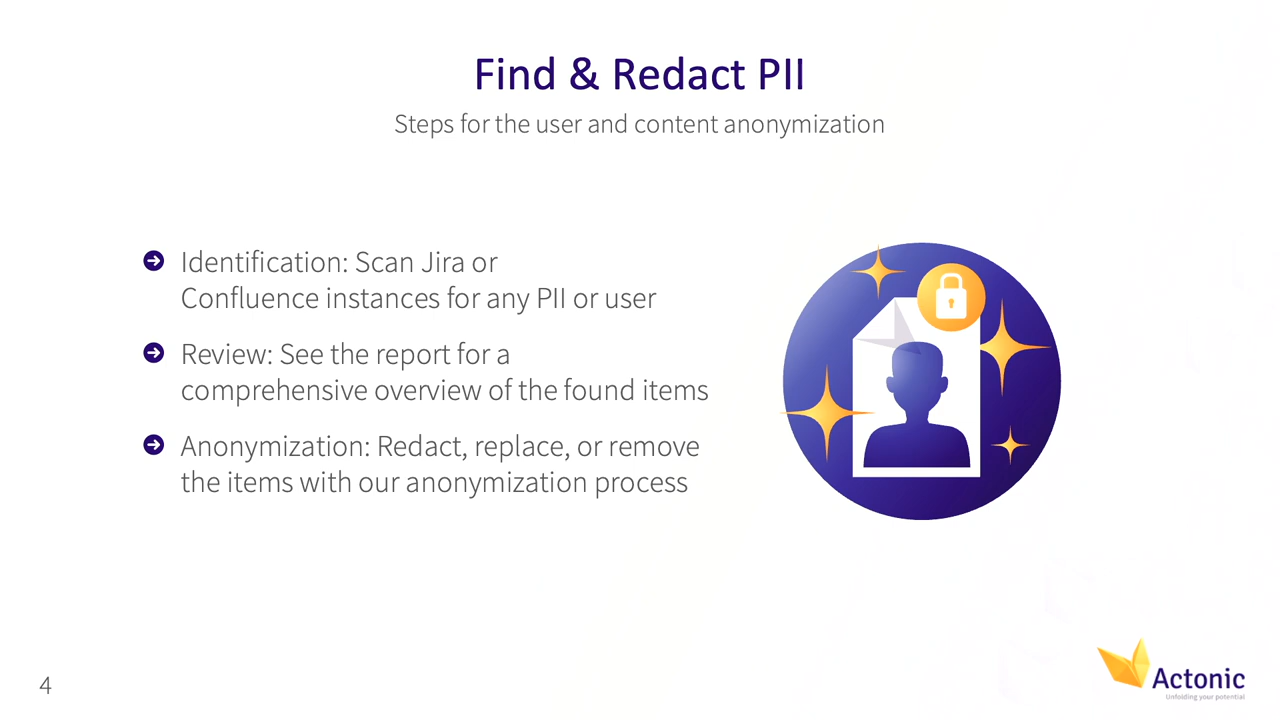 Find & Redact PII
Steps for the user and content anonymization
Identification: Scan Jira or
Confluence instances for any PII or user
Review: See the report for a
comprehensive overview of the found items
Anonymization: Redact, replace, or remove
the items with our anonymization process
4
Actonic
Unfolding your potential